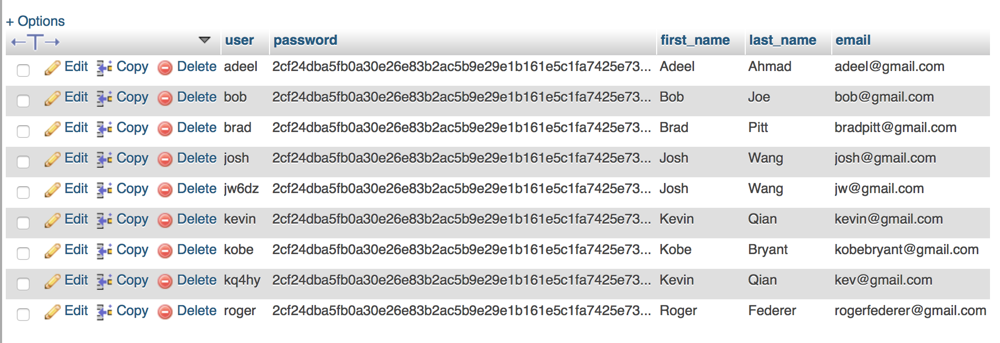 + Options
←T→ user password first_name last_name email
Edit Copy Delete adeel 2cf24dba5fb0a30e26e83b2ac5b9e29e1b161e5c1fa7425e73... Adeel Ahmad adeel@gmail.com
Edit Copy Delete bob 2cf24dba5fb0a30e26e83b2ac5b9e29e1b161e5c1fa7425e73... Bob Joe bob@gmail.com
Edit Copy Delete brad 2cf24dba5fb0a30e26e83b2ac5b9e29e1b161e5c1fa7425e73... Brad Pitt bradpitt@gmail.com
Edit Copy Delete josh 2cf24dba5fb0a30e26e83b2ac5b9e29e1b161e5c1fa7425e73... Josh Wang josh@gmail.com
Edit Copy Delete jw6dz 2cf24dba5fb0a30e26e83b2ac5b9e29e1b161e5c1fa7425e73... Josh Wang jw@gmail.com
Edit Copy Delete kevin 2cf24dba5fb0a30e26e83b2ac5b9e29e1b161e5c1fa7425e73... Kevin Qian kevin@gmail.com
Edit Copy Delete kobe 2cf24dba5fb0a30e26e83b2ac5b9e29e1b161e5c1fa7425e73... Kobe Bryant kobebryant@gmail.com
Edit Copy Delete kq4hy 2cf24dba5fb0a30e26e83b2ac5b9e29e1b161e5c1fa7425e73... Kevin Qian kev@gmail.com
Edit Copy Delete roger 2cf24dba5fb0a30e26e83b2ac5b9e29e1b161e5c1fa7425e73... Roger Federer rogerfederer@gmail.com